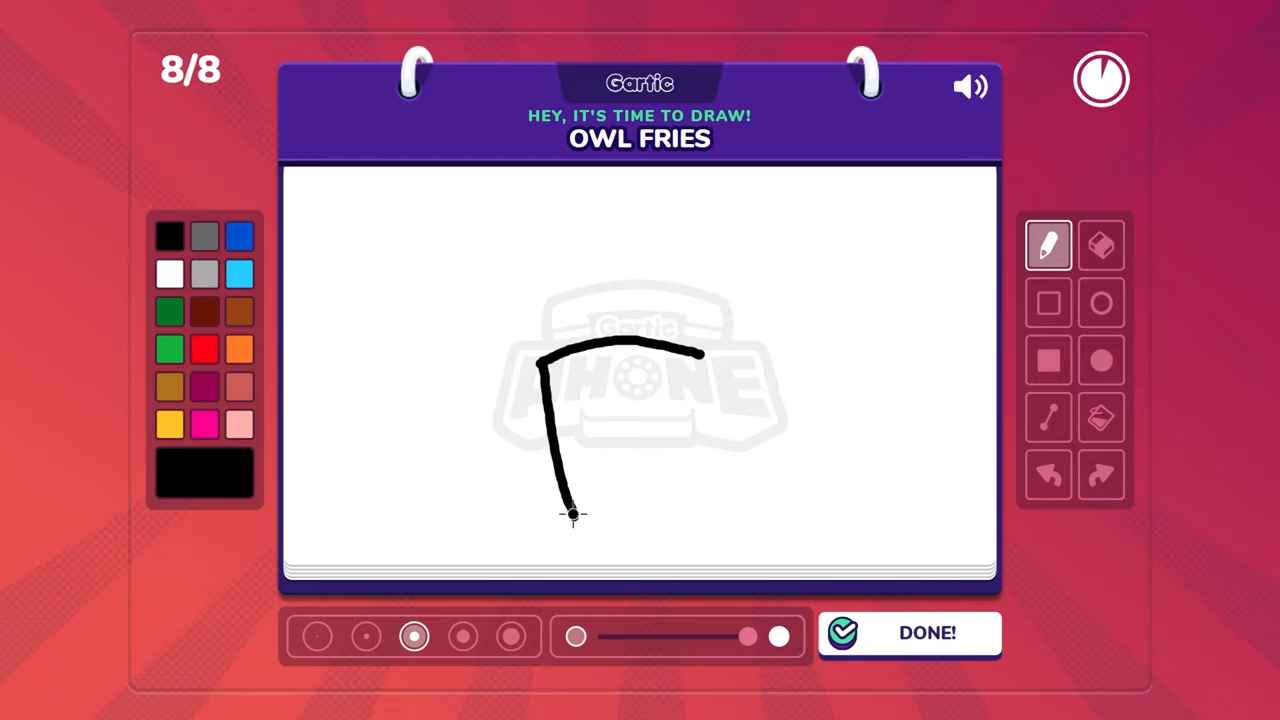 8/8
Gartic
HEY, IT'S TIME TO DRAW!
OWL FRIES
Gartic
PHONE
DONE!